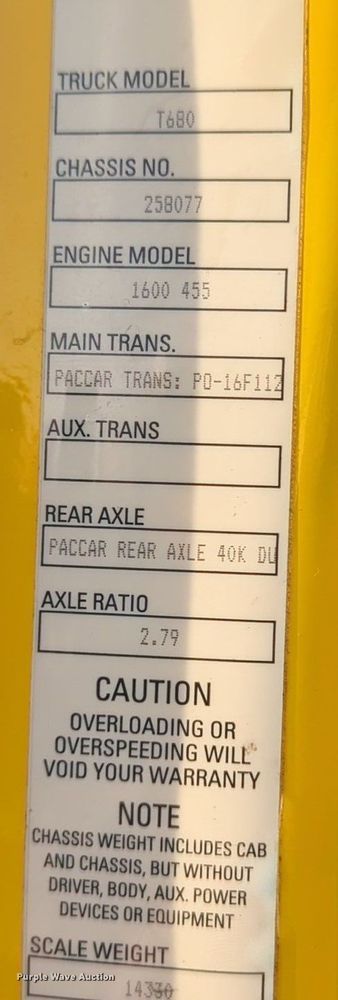 TRUCK MODEL
T680
CHASSIS NO.
258077
ENGINE MODEL
1600 455
MAIN TRANS.
PACCAR TRANS: PO-16F112
AUX. TRANS
REAR AXLE
PACCAR REAR AXLE 40K DU
AXLE RATIO
2.79
CAUTION
OVERLOADING OR
OVERSPEEDING WILL
VOID YOUR WARRANTY
NOTE
CHASSIS WEIGHT INCLUDES CAB
AND CHASSIS, BUT WITHOUT
DRIVER, BODY, AUX. POWER
DEVICES OR EQUIPMENT
SCALE WEIGHT
Purple Wave Auction